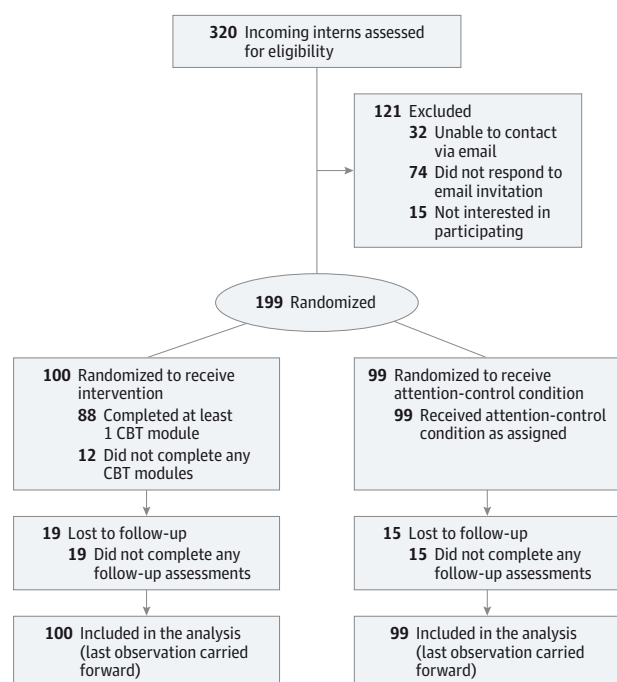 320 Incoming interns assessed
for eligibility
121 Excluded
32 Unable to contact
via email
74 Did not respond to
email invitation
15 Not interested in
participating
199 Randomized
100 Randomized to receive
intervention
88 Completed at least
1 CBT module
12 Did not complete any
CBT modules
99 Randomized to receive
attention-control condition
99 Received attention-control
condition as assigned
19 Lost to follow-up
19 Did not complete any
follow-up assessments
15 Lost to follow-up
15 Did not complete any
follow-up assessments
100 Included in the analysis
(last observation carried
forward)
99 Included in the analysis
(last observation carried
forward)